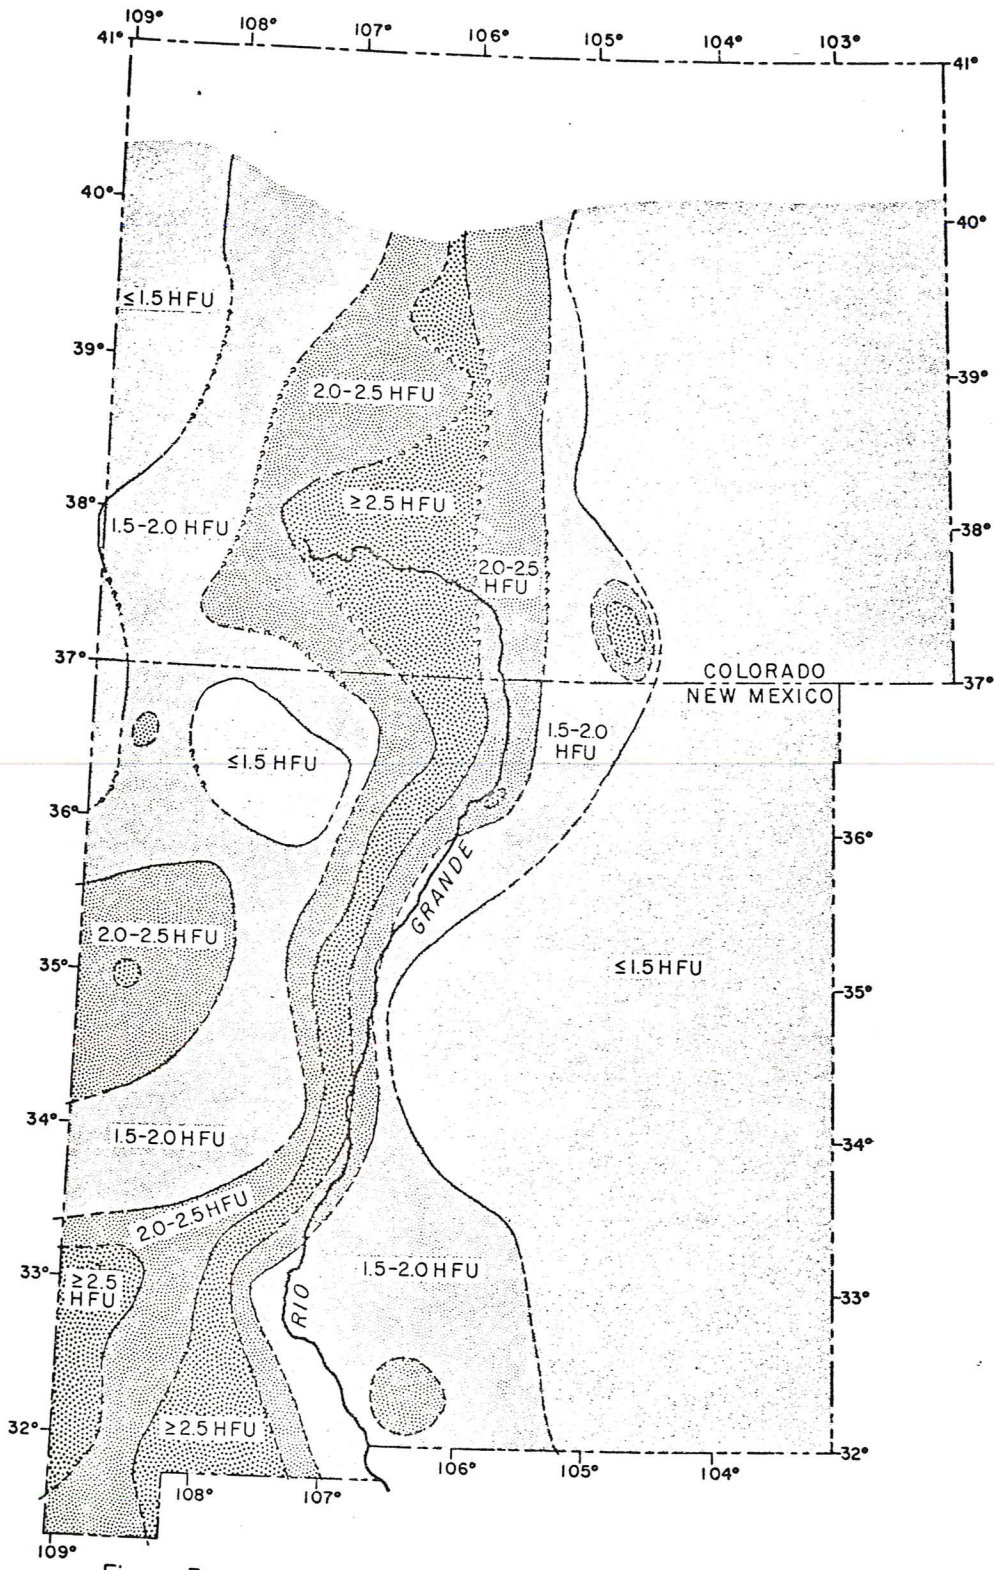 109°
108°
107°
106°
105°
104°
103°
41°
41°
40°
40°
≤1.5 HFU
39°
39°
2.0-2.5 HFU
≥2.5 HFU
38°
38°
1.5-2.0 HFU
2.0-2.5
HFU
37°
COLORADO
37°
NEW MEXICO
1.5-2.0
HFU
≤1.5 HFU
36°
36°
GRANDE
2.0-2.5 HFU
35°
≤1.5 HFU
35°
34°
1.5-2.0 HFU
34°
2.0-2.5 HFU
33°
≥2.5
HFU
1.5-2.0 HFU
RIO
33°
32°
≥2.5 HFU
32°
108°
107°
106°
105°
104°
109°